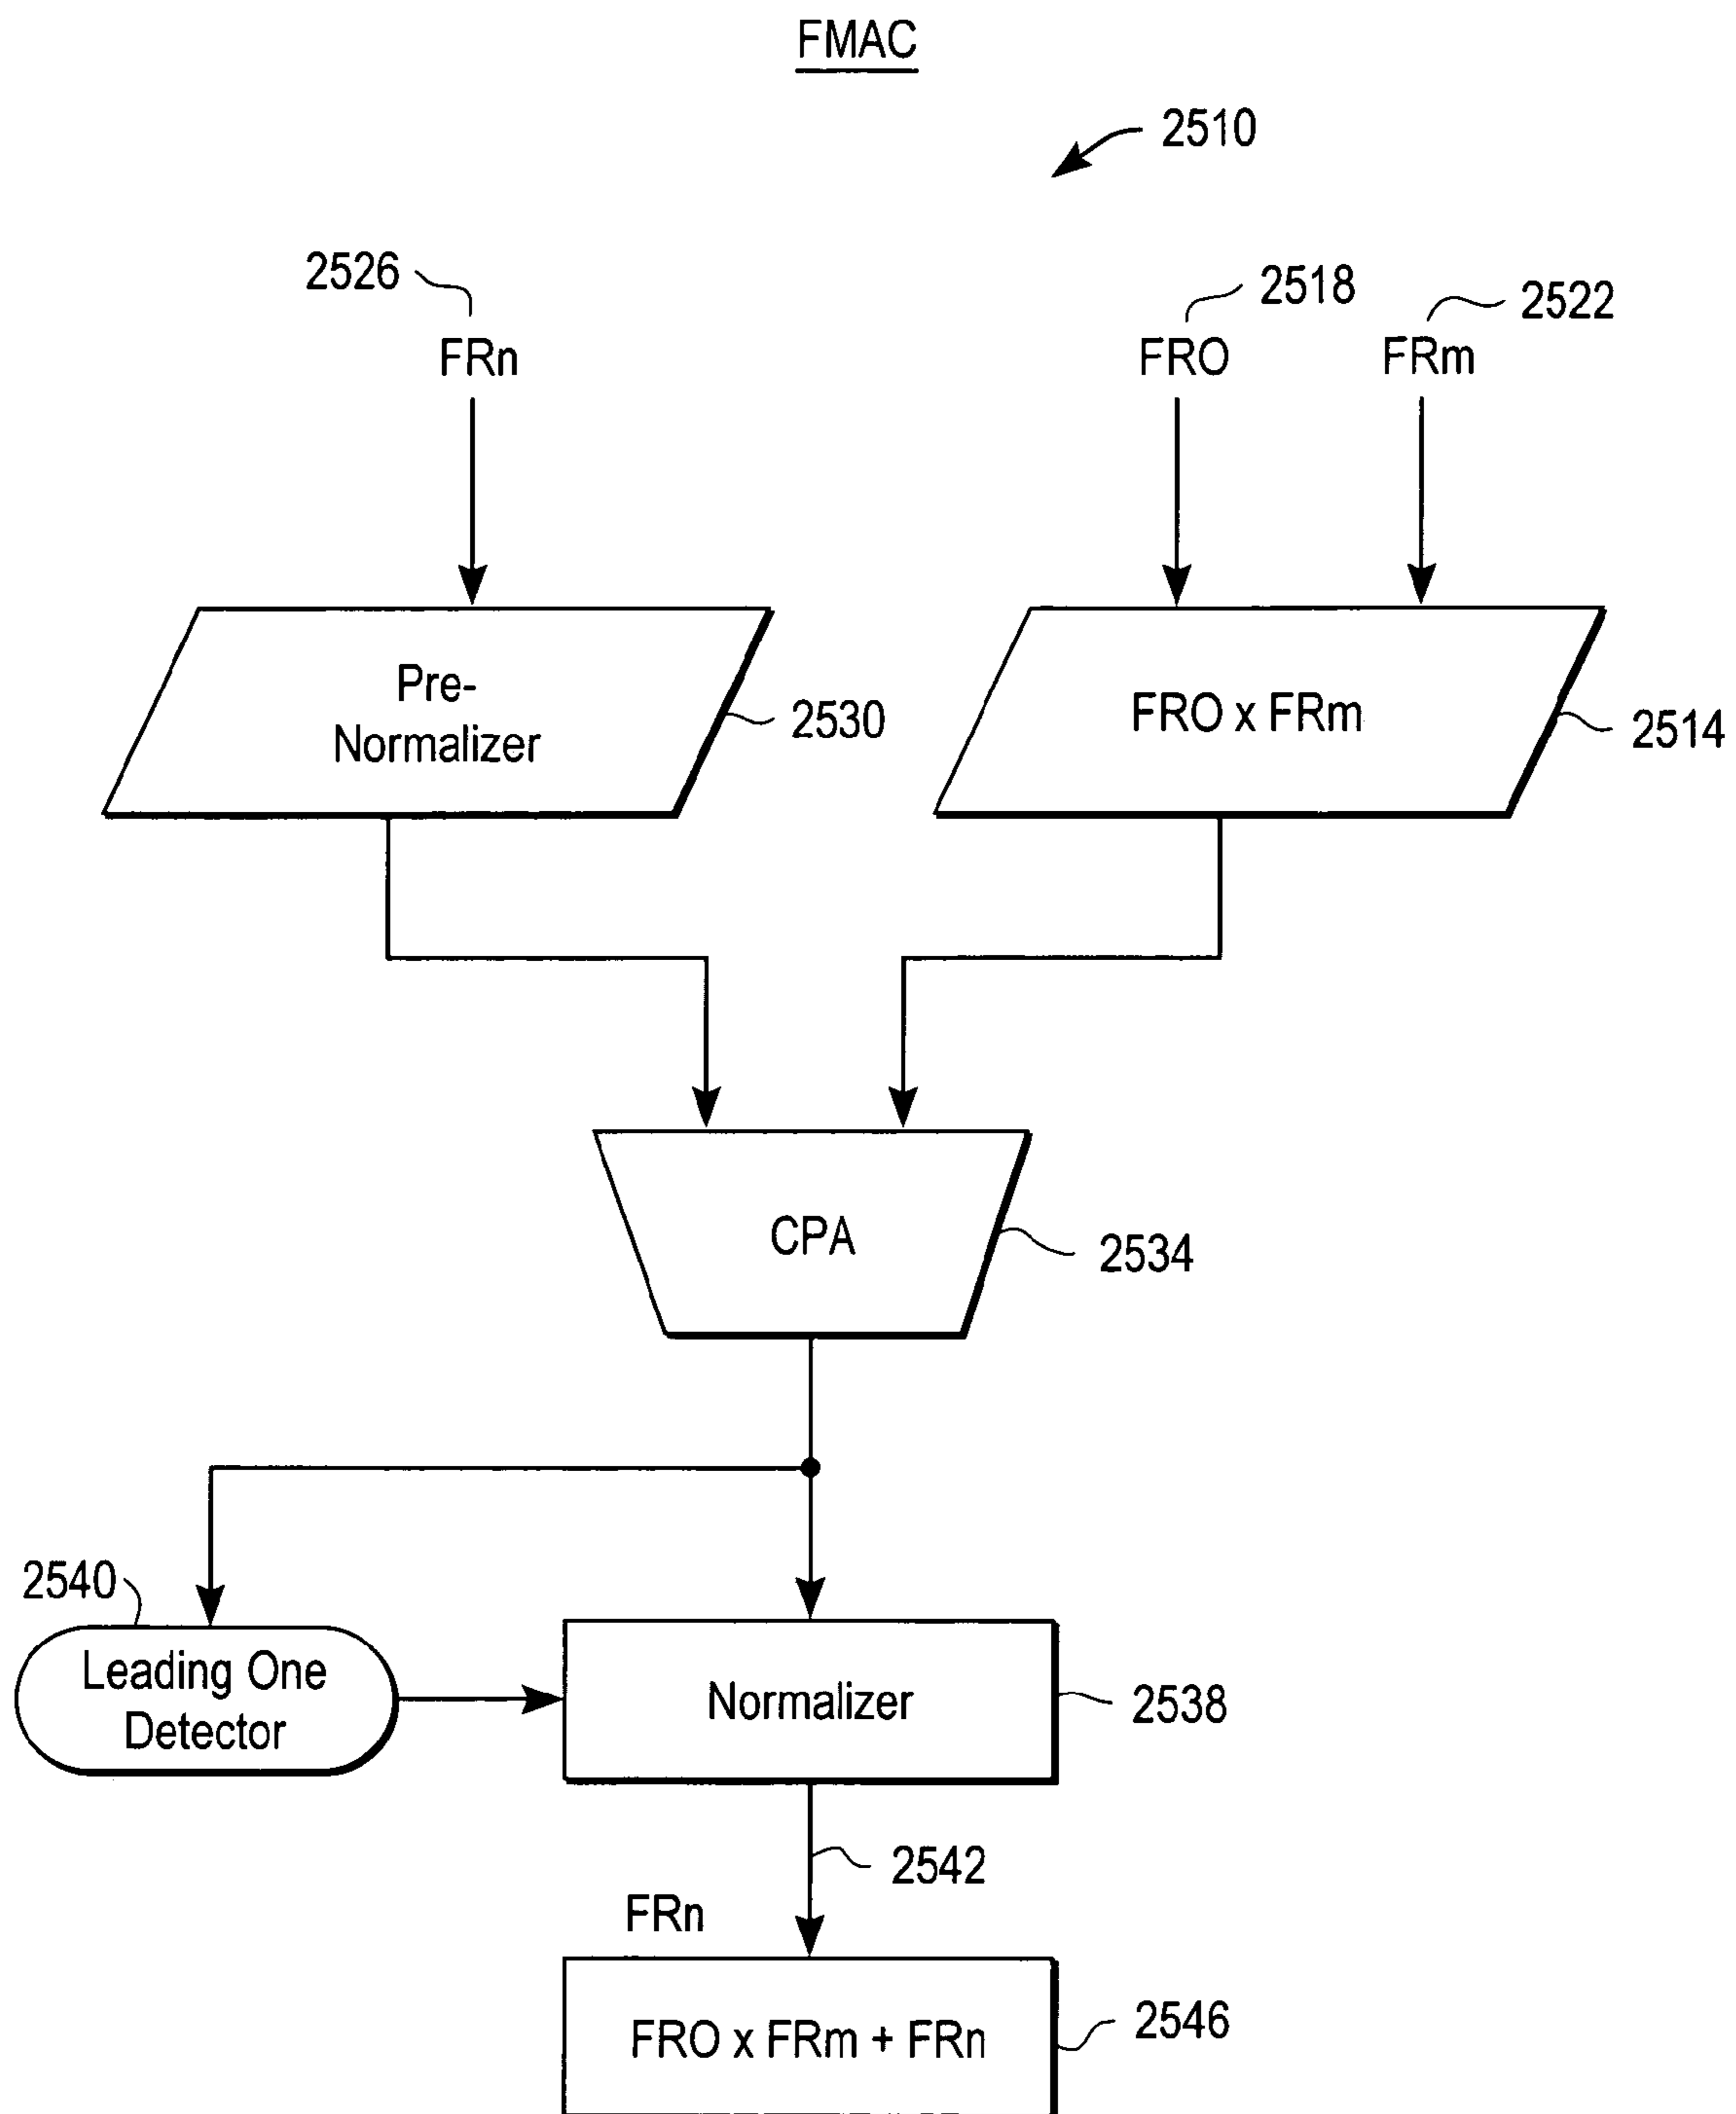 FMAC
2510
2526
2518
2522
FRn
FRO
FRm
Pre-
Normalizer
2530
FRO x FRm
2514
CPA
2534
2540
Leading One
Detector
Normalizer
2538
2542
FRn
FRO x FRm + FRn
2546